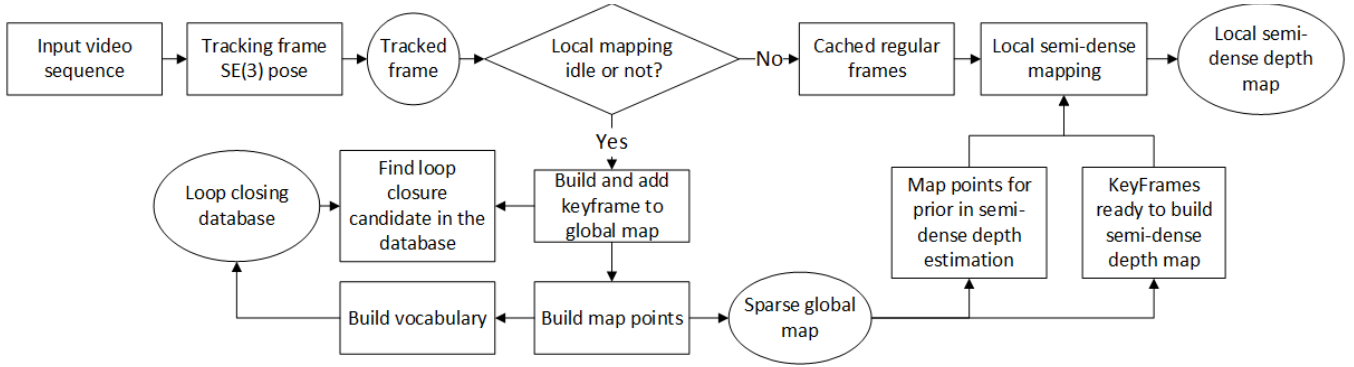 Input video
sequence
Tracking frame
SE(3) pose
Tracked
frame
Local mapping
idle or not?
No
Cached regular
frames
Local semi-dense
mapping
Local semi-
dense depth
map
Yes
Loop closing
database
Find loop
closure
candidate in the
database
Build and add
keyframe to
global map
Map points for
prior in semi-
dense depth
estimation
KeyFrames
ready to build
semi-dense
depth map
Build vocabulary
Build map points
Sparse global
map